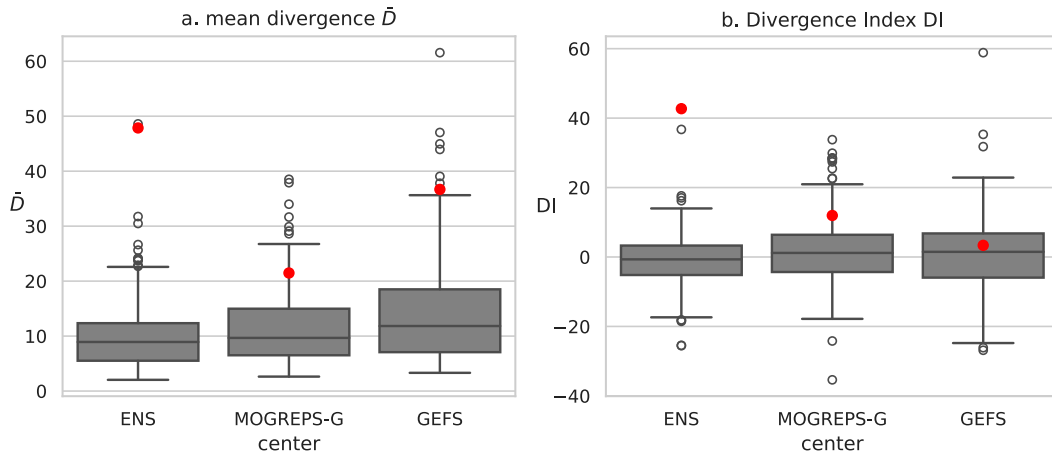 a. mean divergence D̄
60
50
40
30
20
10
0
D̄
ENS
MOGREPS-G
GEFS
center
b. Divergence Index DI
60
40
20
0
−20
−40
DI
ENS
MOGREPS-G
GEFS
center